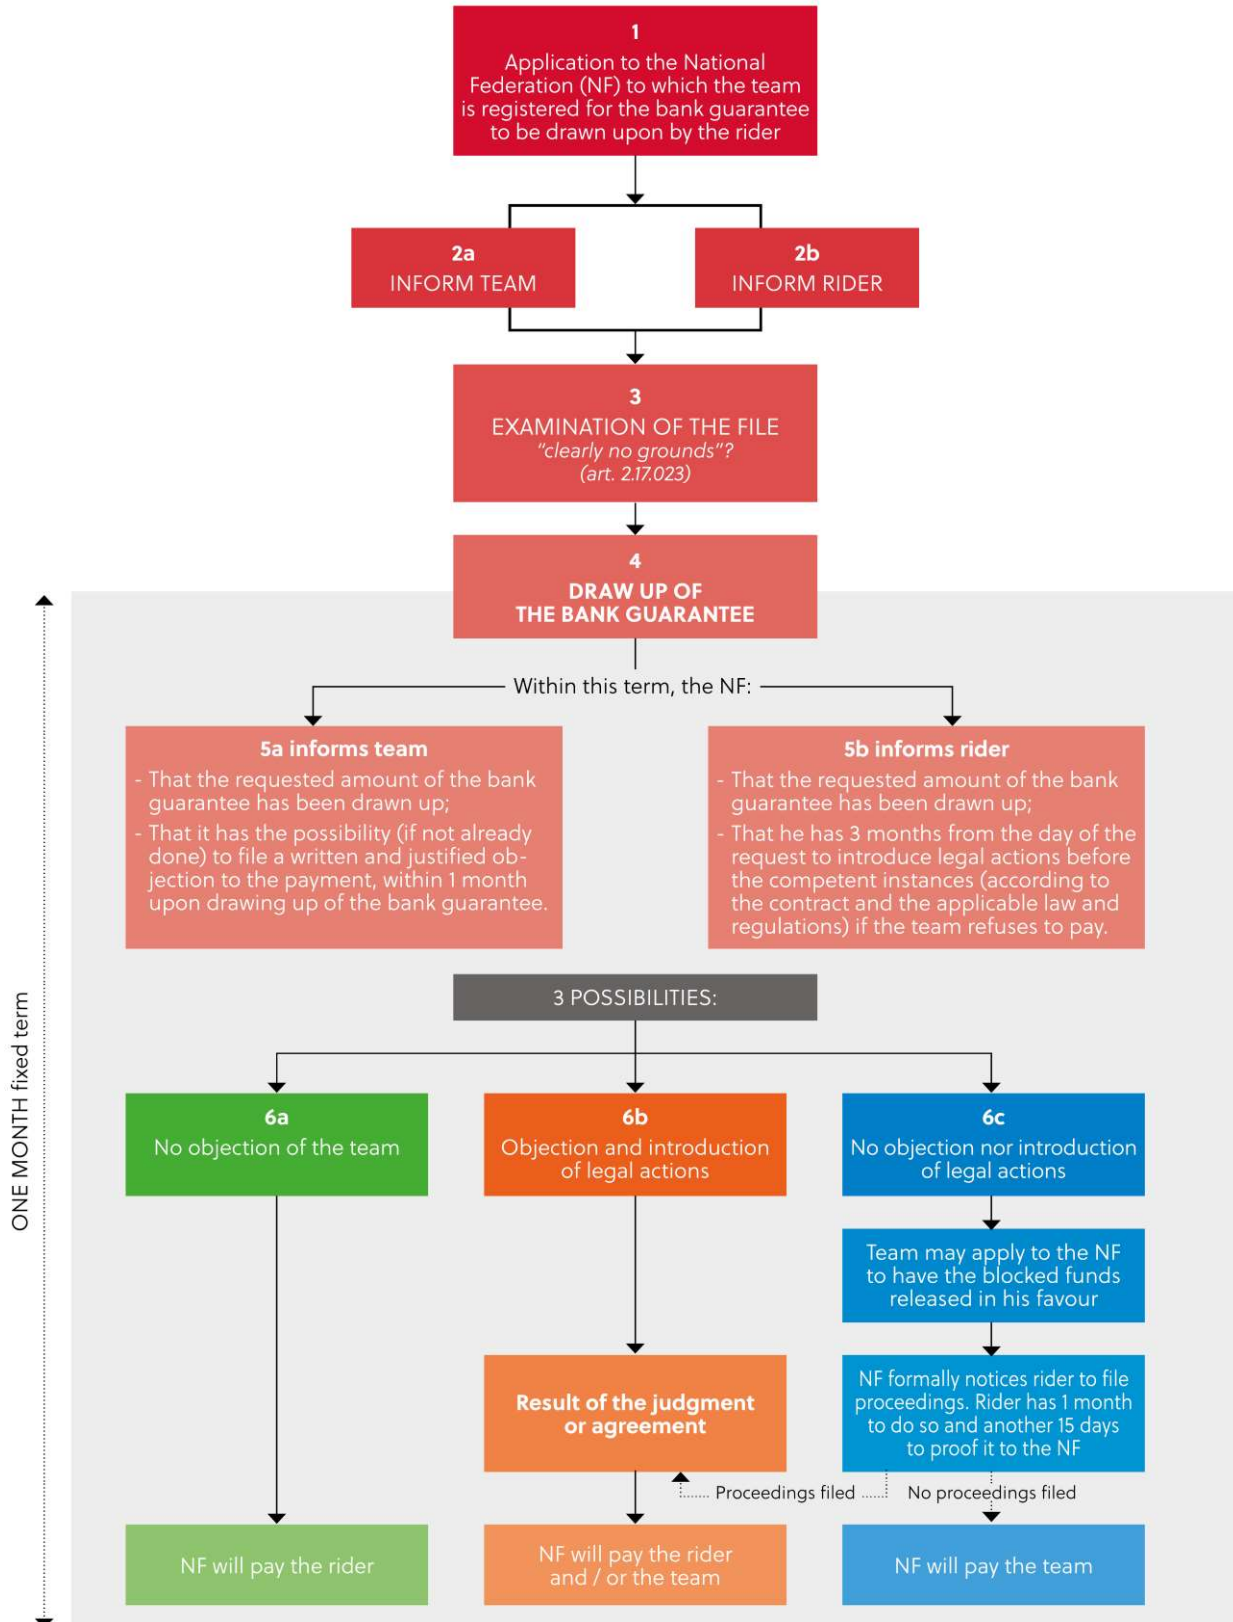 1
Application to the National
Federation (NF) to which the team
is registered for the bank guarantee
to be drawn upon by the rider
2a
INFORM TEAM
2b
INFORM RIDER
3
EXAMINATION OF THE FILE
"clearly no grounds"?
(art. 2.17.023)
4
DRAW UP OF
THE BANK GUARANTEE
Within this term, the NF:
5a informs team
- That the requested amount of the bank
guarantee has been drawn up;
- That it has the possibility (if not already
done) to file a written and justified ob-
jection to the payment, within 1 month
upon drawing up of the bank guarantee.
5b informs rider
- That the requested amount of the bank
guarantee has been drawn up;
- That he has 3 months from the day of the
request to introduce legal actions before
the competent instances (according to
the contract and the applicable law and
regulations) if the team refuses to pay.
ONE MONTH fixed term
3 POSSIBILITIES:
6a
No objection of the team
6b
Objection and introduction
of legal actions
6c
No objection nor introduction
of legal actions
Team may apply to the NF
to have the blocked funds
released in his favour
Result of the judgment
or agreement
NF formally notices rider to file
proceedings. Rider has 1 month
to do so and another 15 days
to proof it to the NF
Proceedings filed
No proceedings filed
NF will pay the rider
NF will pay the rider
and / or the team
NF will pay the team